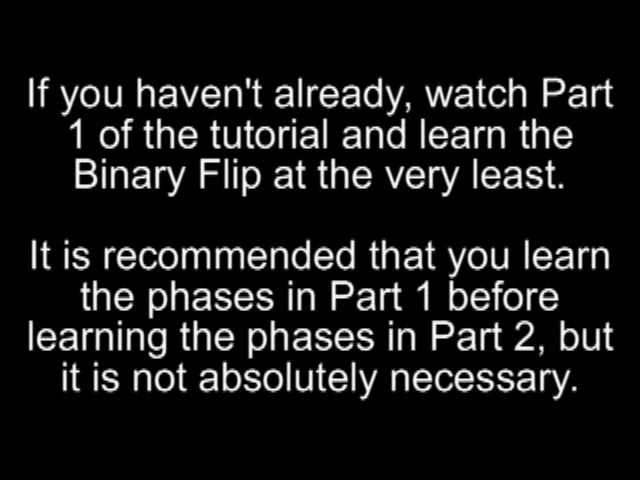 If you haven't already, watch Part
1 of the tutorial and learn the
Binary Flip at the very least.
It is recommended that you learn
the phases in Part 1 before
learning the phases in Part 2, but
it is not absolutely necessary.